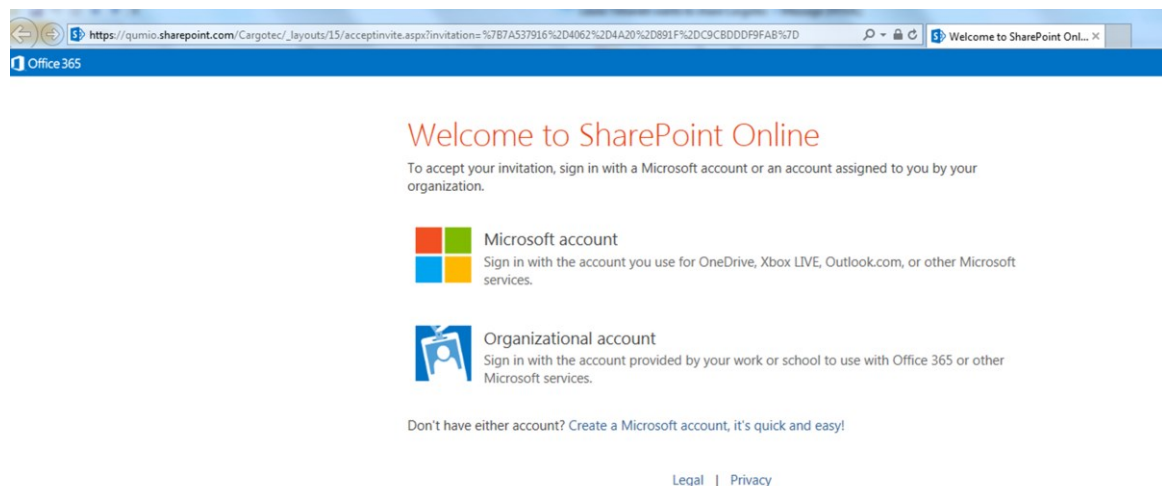 https://qumio.sharepoint.com/Cargotec/_layouts/15/acceptinvite.aspx?invitation=%7B7A537916%2D4062%2D4A20%2D891F%2DC9CBDDDF9FAB%7D
Welcome to SharePoint Onl...
Office 365
Welcome to SharePoint Online
To accept your invitation, sign in with a Microsoft account or an account assigned to you by your
organization.
Microsoft account
Sign in with the account you use for OneDrive, Xbox LIVE, Outlook.com, or other Microsoft
services.
Organizational account
Sign in with the account provided by your work or school to use with Office 365 or other
Microsoft services.
Don't have either account? Create a Microsoft account, it's quick and easy!
Legal | Privacy